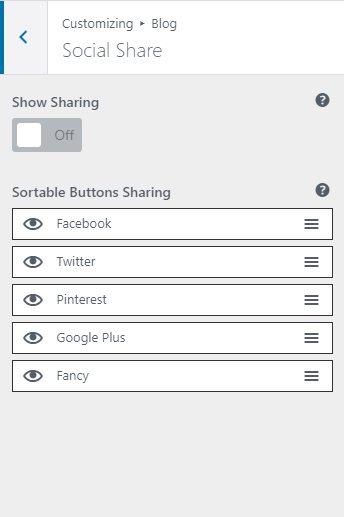 Customizing ▸ Blog
Social Share
Show Sharing
Off
Sortable Buttons Sharing
Facebook
Twitter
Pinterest
Google Plus
Fancy